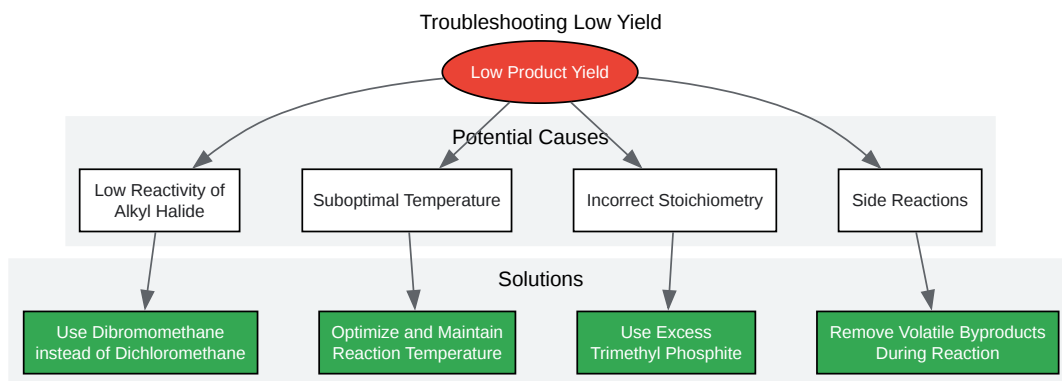 Troubleshooting Low Yield
Low Product Yield
Potential Causes
Low Reactivity of
Alkyl Halide
Suboptimal Temperature
Incorrect Stoichiometry
Side Reactions
Solutions
Use Dibromomethane
instead of Dichloromethane
Optimize and Maintain
Reaction Temperature
Use Excess
Trimethyl Phosphite
Remove Volatile Byproducts
During Reaction